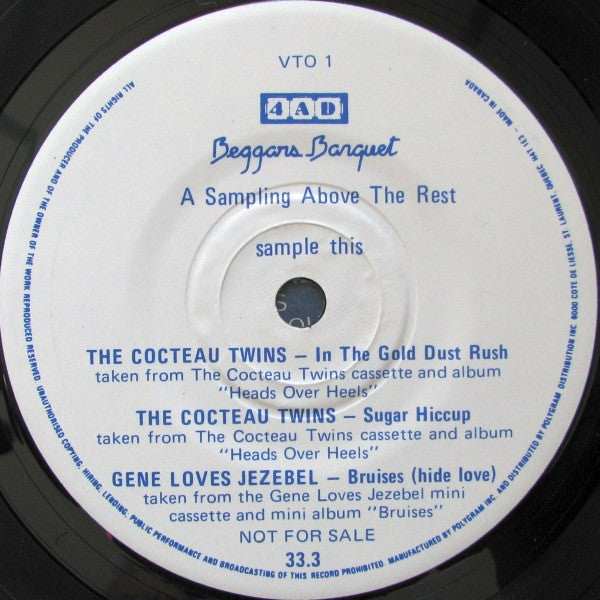 VTO 1
4AD
Beggars Banquet
A Sampling Above The Rest
sample this
THE COCTEAU TWINS – In The Gold Dust Rush
taken from The Cocteau Twins cassette and album
"Heads Over Heels"
THE COCTEAU TWINS – Sugar Hiccup
taken from The Cocteau Twins cassette and album
"Heads Over Heels"
GENE LOVES JEZEBEL – Bruises (hide love)
taken from the Gene Loves Jezebel mini
cassette and mini album "Bruises"
NOT FOR SALE
33.3
ALL RIGHTS OF THE PRODUCER AND OF THE OWNER OF THE WORK REPRODUCED RESERVED. UNAUTHORISED COPYING, HIRING, LENDING, PUBLIC PERFORMANCE AND BROADCASTING OF THIS RECORD PROHIBITED. MANUFACTURED BY POLYGRAM INC. AND DISTRIBUTED BY POLYGRAM DISTRIBUTION INC. 6000 COTE DE LIESSE, ST. LAURENT, QUEBEC H4T 1E3 – MADE IN CANADA